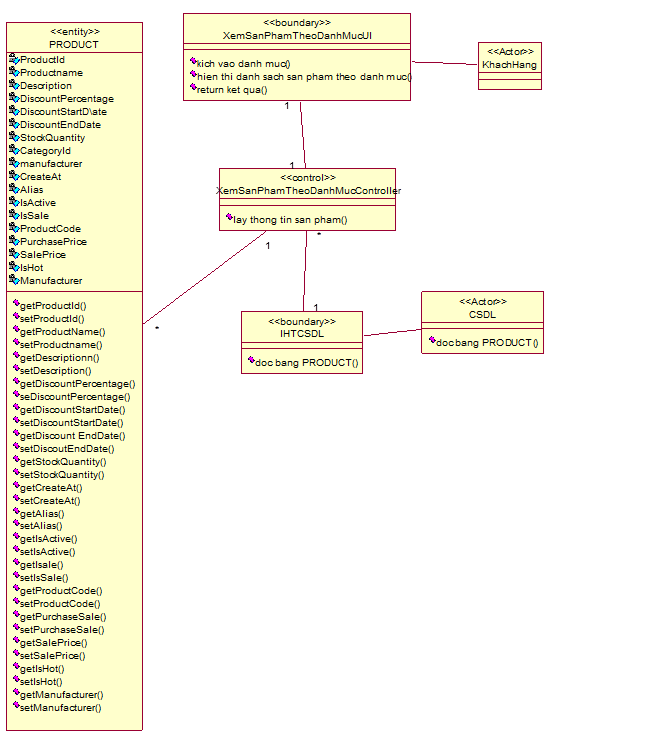 <<entity>>
PRODUCT
ProductId
Productname
Description
DiscountPercentage
DiscountStartD\ate
DiscountEndDate
StockQuantity
CategoryId
manufacturer
CreateAt
Alias
IsActive
IsSale
ProductCode
PurchasePrice
SalePrice
IsHot
Manufacturer
getProductId()
setProductId()
getProductName()
setProductname()
getDescriptionn()
setDescription()
getDiscountPercentage()
seDiscountPercentage()
getDiscountStartDate()
setDiscountStartDate()
getDiscount EndDate()
setDiscoutEndDate()
getStockQuantity()
setStockQuantity()
getCreateAt()
setCreateAt()
getAlias()
setAlias()
getIsActive()
setIsActive()
getIsale()
setIsSale()
getProductCode()
setProductCode()
getPurchaseSale()
setPurchaseSale()
getSalePrice()
setSalePrice()
getIsHot()
setIsHot()
getManufacturer()
setManufacturer()
<<boundary>>
XemSanPhamTheoDanhMucUI
kich vao danh muc()
hien thi danh sach san pham theo danh muc()
return ket qua()
<<Actor>>
KhachHang
1
1
<<control>>
XemSanPhamTheoDanhMucController
lay thong tin san pham()
1
*
*
1
<<boundary>>
IHTCSDL
doc bang PRODUCT()
<<Actor>>
CSDL
doc bang PRODUCT()